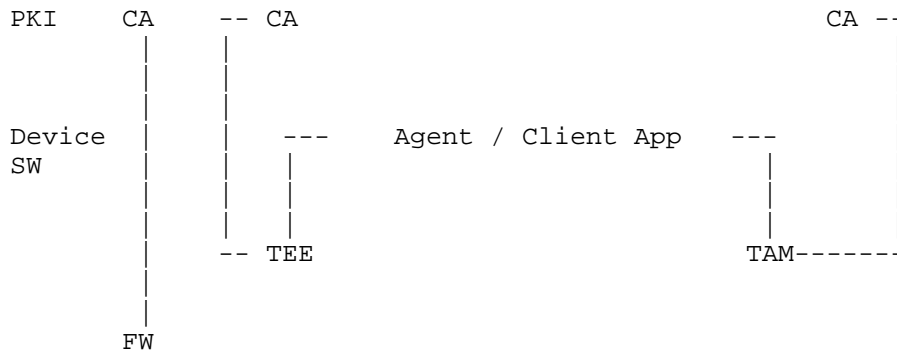 PKI CA -- CA CA --
Device --- Agent / Client App ---
SW
-- TEE TAM-------
FW